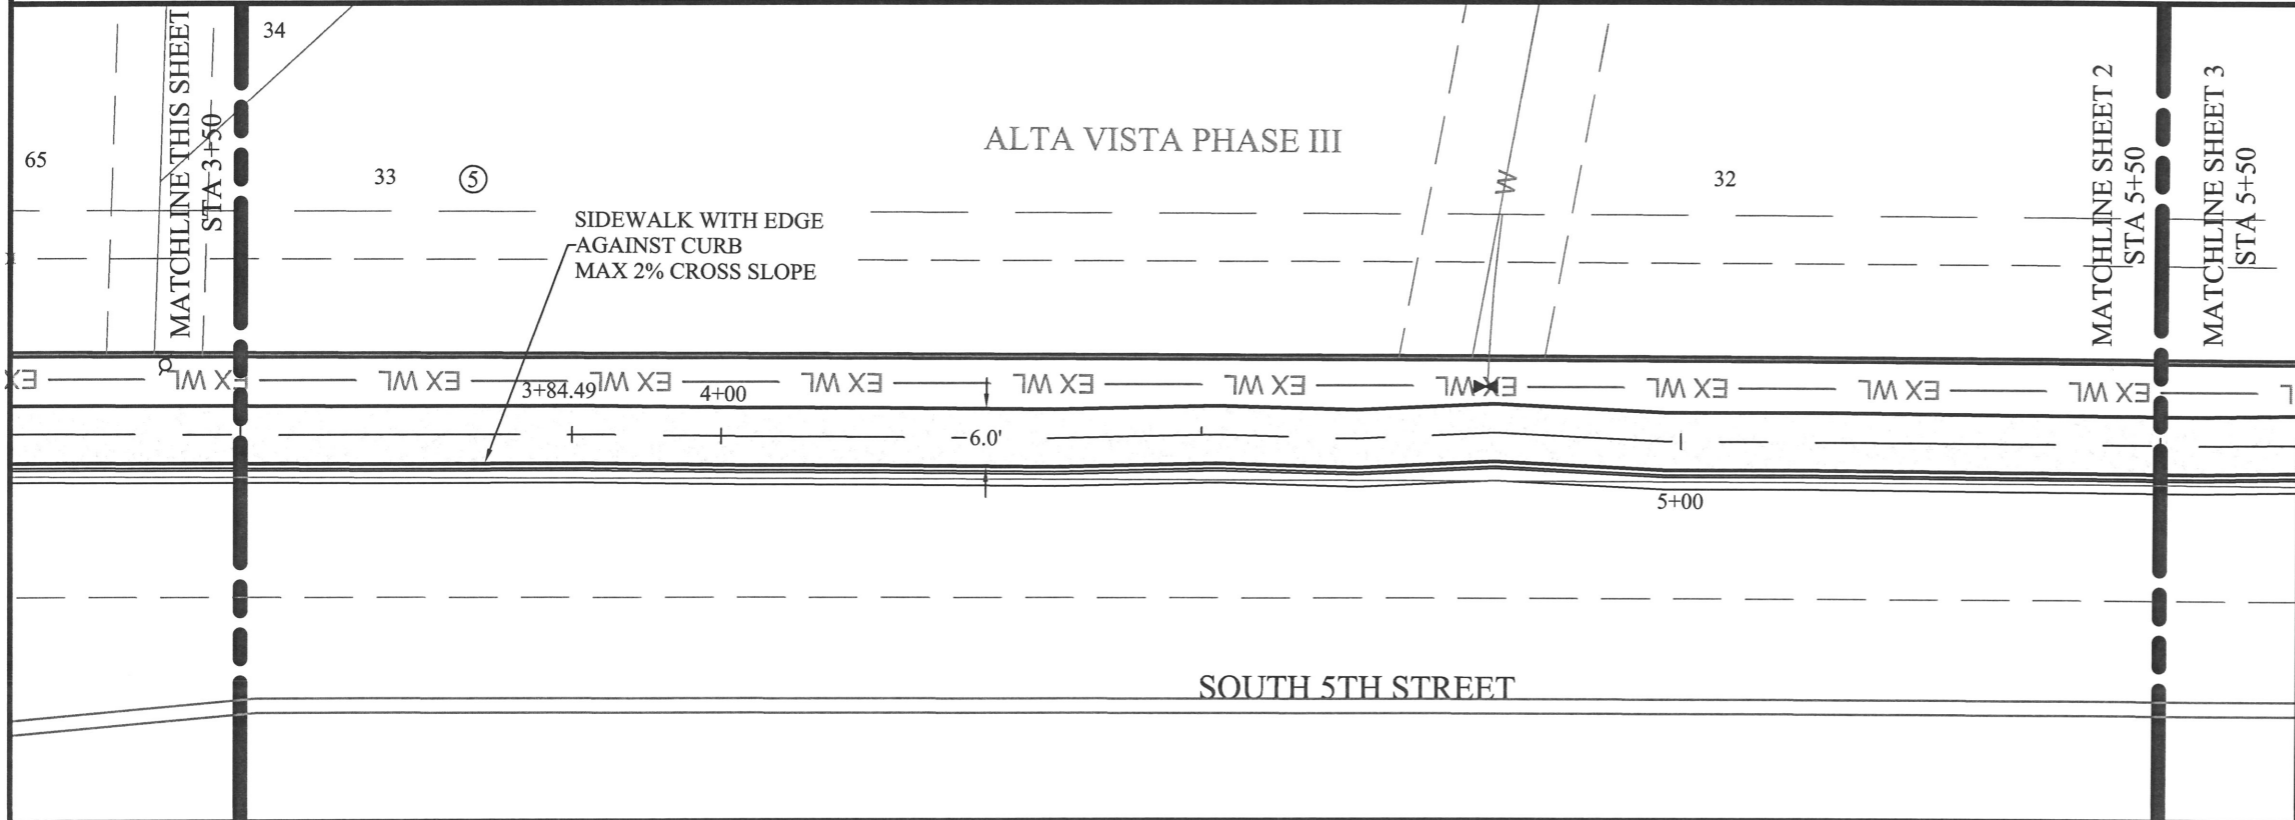 34
MATCHLINE THIS SHEET
STA 3+50
65
33
5
ALTA VISTA PHASE III
W
32
MATCHLINE SHEET 2
STA 5+50
MATCHLINE SHEET 3
STA 5+50
SIDEWALK WITH EDGE
AGAINST CURB
MAX 2% CROSS SLOPE
EX WL EX WL EX WL EX WL EX WL EX WL EX WL EX WL EX WL EX WL
3+84.49
4+00
6.0'
5+00
SOUTH 5TH STREET